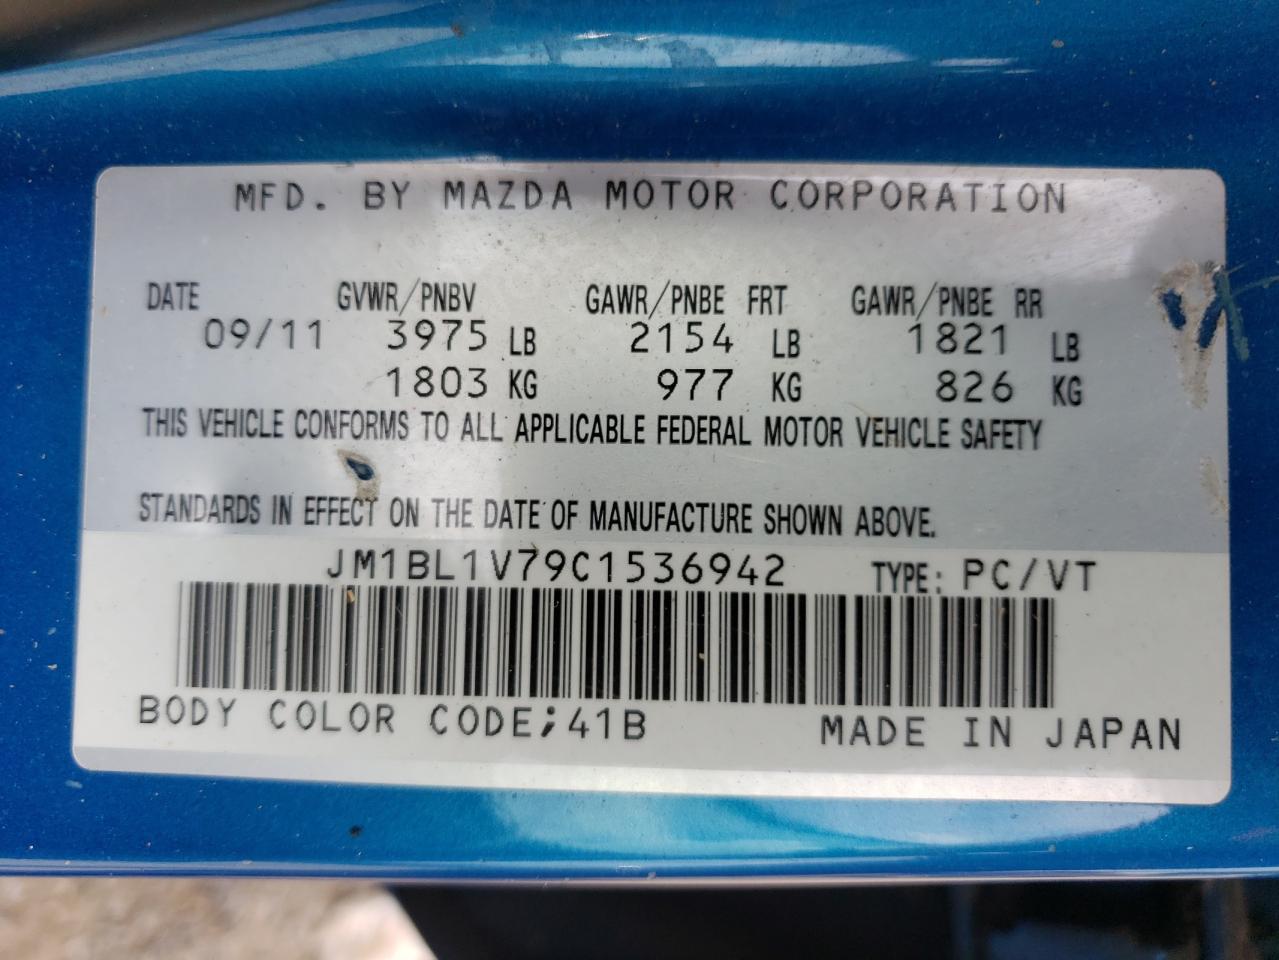 MFD. BY MAZDA MOTOR CORPORATION
DATE GVWR/PNBV GAWR/PNBE FRT GAWR/PNBE RR
09/11 3975 LB 2154 LB 1821 LB
1803 KG 977 KG 826 KG
THIS VEHICLE CONFORMS TO ALL APPLICABLE FEDERAL MOTOR VEHICLE SAFETY
STANDARDS IN EFFECT ON THE DATE OF MANUFACTURE SHOWN ABOVE.
JM1BL1V79C1536942 TYPE: PC/VT
BODY COLOR CODE;41B MADE IN JAPAN